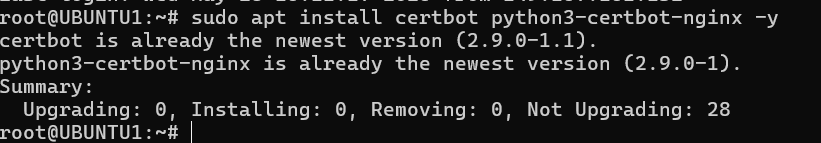 root@UBUNTU1:~# sudo apt install certbot python3-certbot-nginx -y
certbot is already the newest version (2.9.0-1.1).
python3-certbot-nginx is already the newest version (2.9.0-1).
Summary:
  Upgrading: 0, Installing: 0, Removing: 0, Not Upgrading: 28
root@UBUNTU1:~#